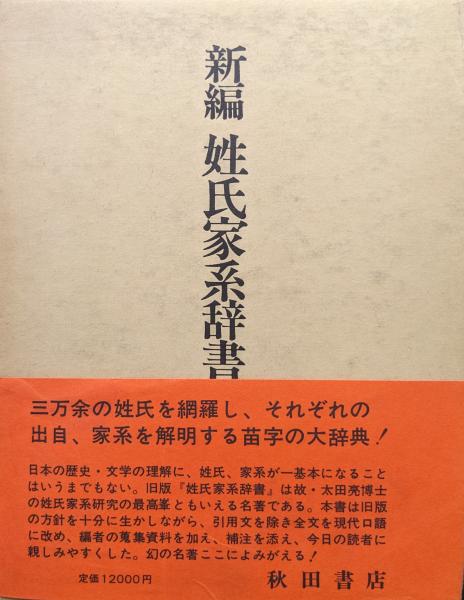 新編 姓氏家系辞書
三万余の姓氏を網羅し、それぞれの
出自、家系を解明する苗字の大辞典!
日本の歴史・文学の理解に、姓氏、家系が一基本になること
はいうまでもない。旧版『姓氏家系辞書』は故・太田亮博士
の姓氏家系研究の最高峯ともいえる名著である。本書は旧版
の方針を十分に生かしながら、引用文を除き全文を現代口語
に改め、編者の蒐集資料を加え、補注を添え、今日の読者に
親しみやすくした。幻の名著ここによみがえる!
定価12000円
秋田書店